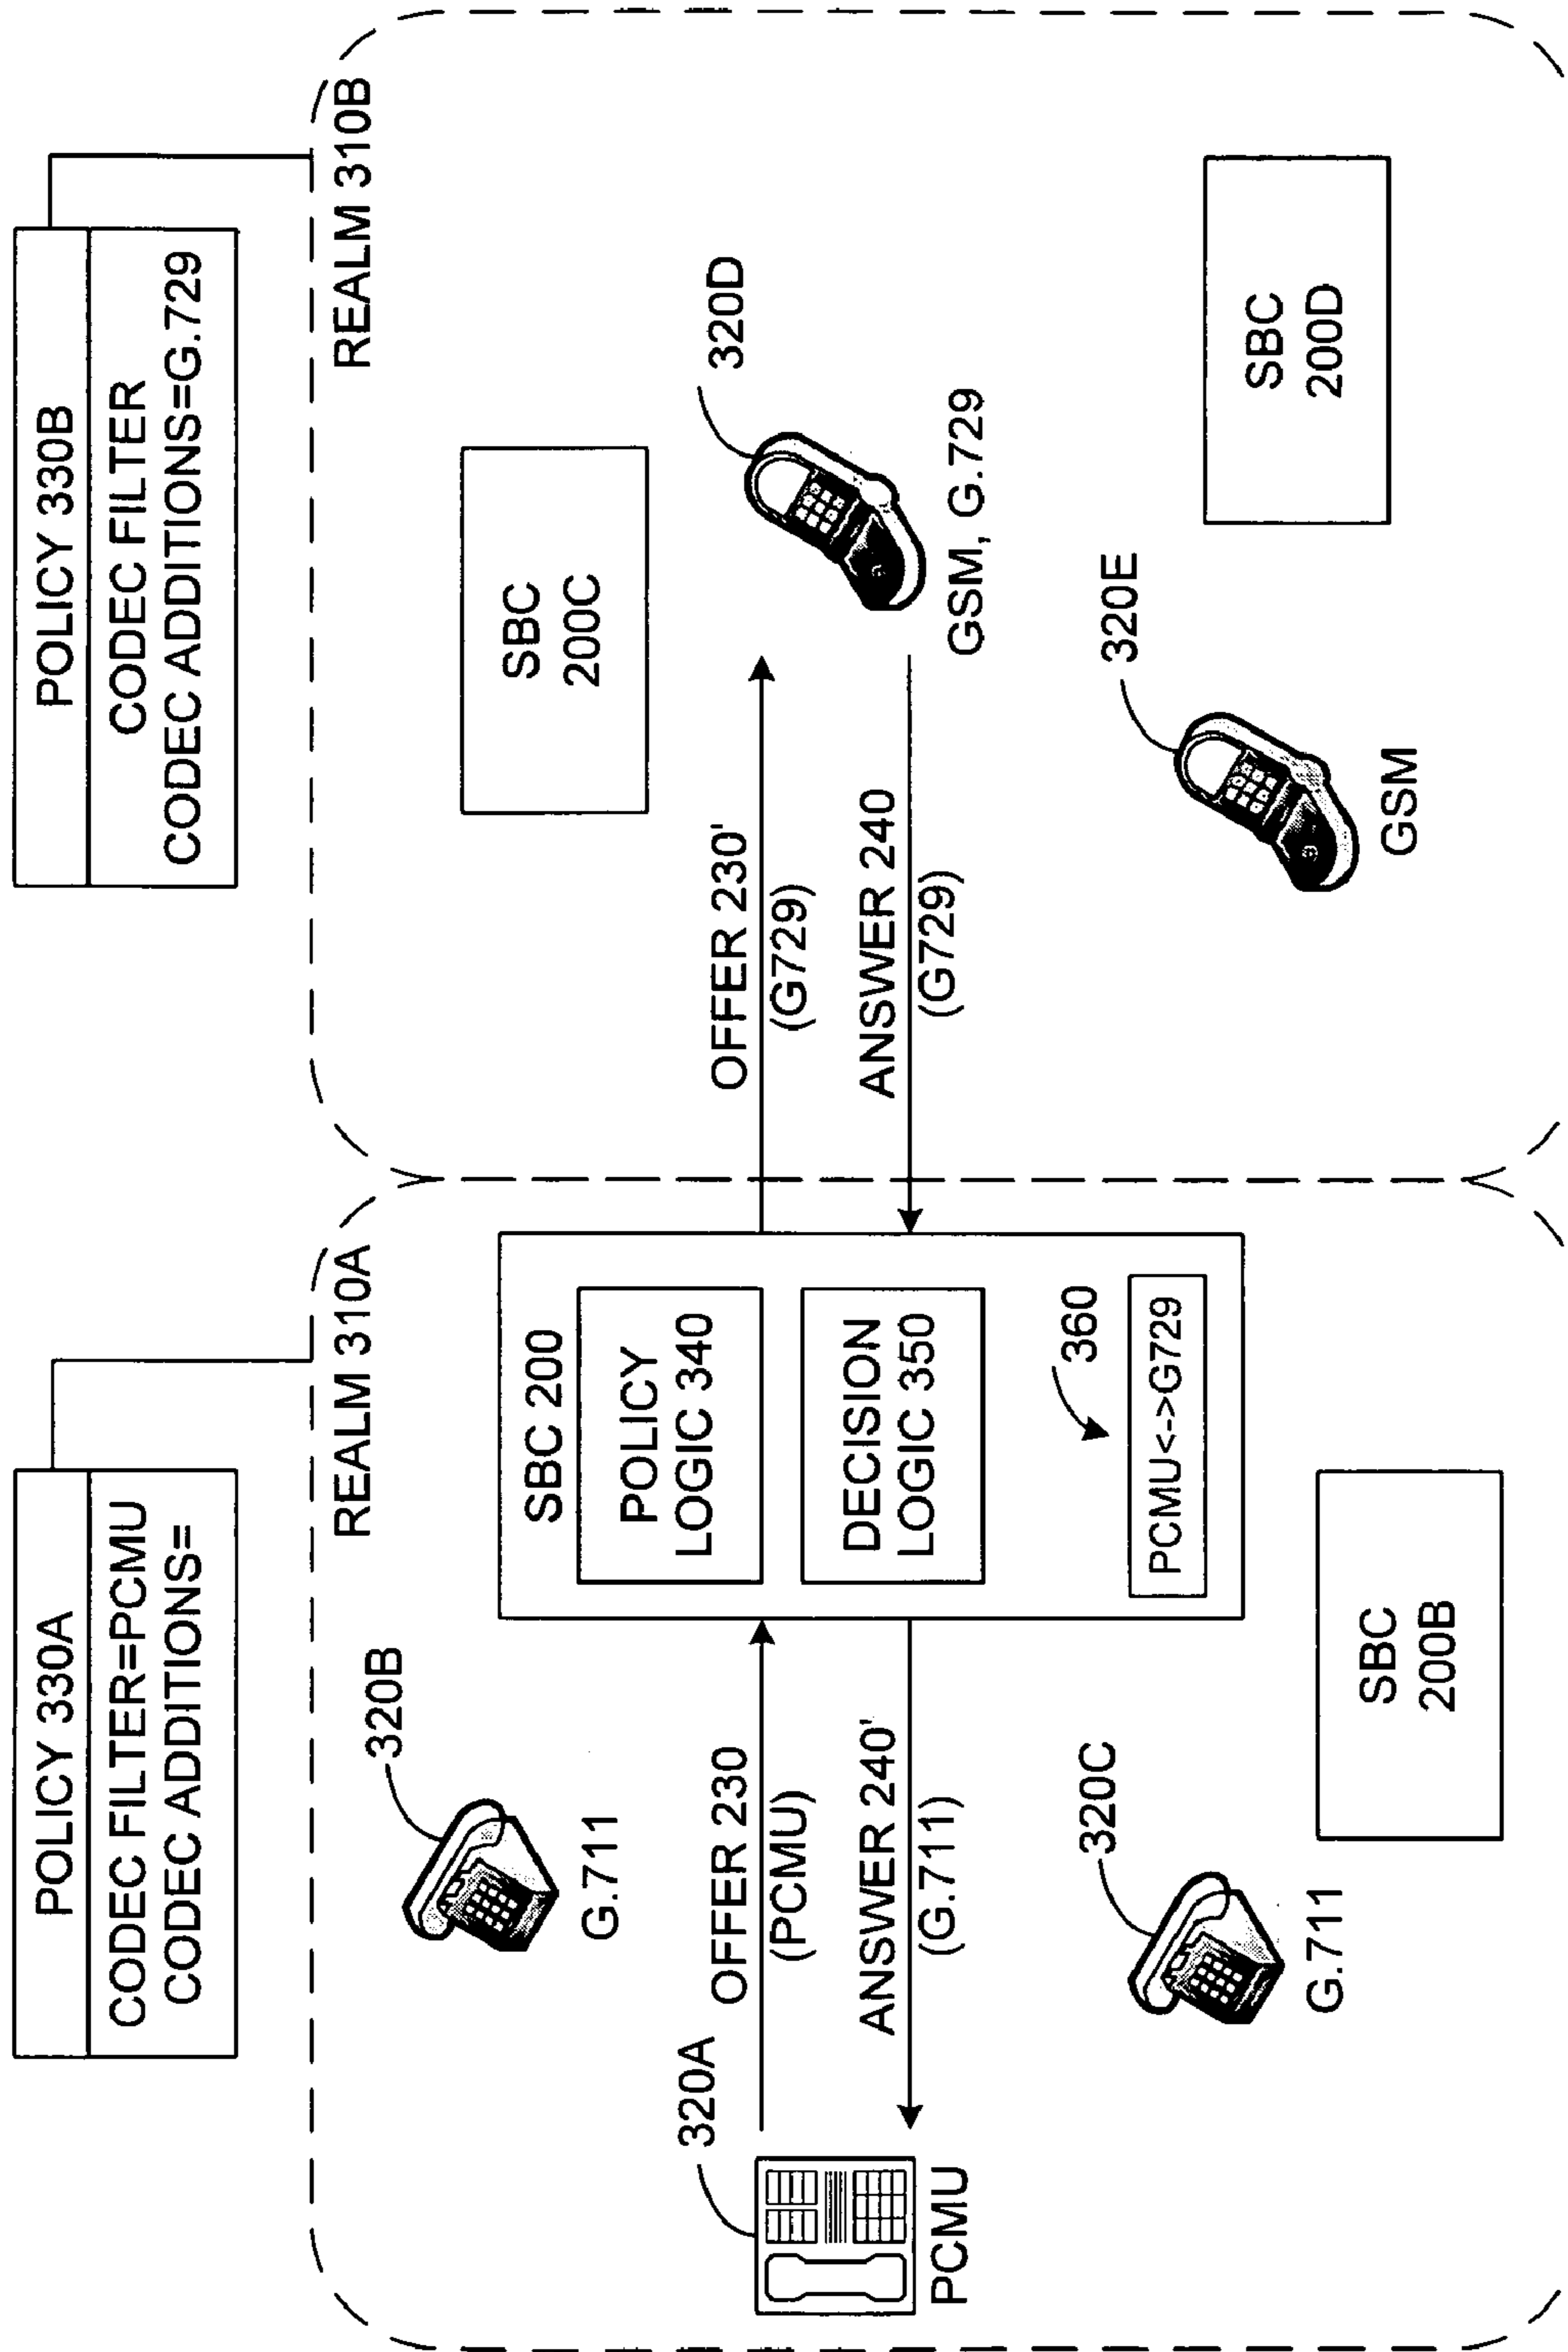 POLICY 330A
CODEC FILTER=PCMU
CODEC ADDITIONS=
POLICY 330B
CODEC FILTER
CODEC ADDITIONS=G.729
REALM 310A
320B
G.711
320A
PCMU
OFFER 230
(PCMU)
ANSWER 240'
(G.711)
320C
G.711
SBC
200B
SBC 200
POLICY
LOGIC 340
DECISION
LOGIC 350
360
PCMU<->G729
REALM 310B
SBC
200C
OFFER 230'
(G729)
ANSWER 240
(G729)
320D
GSM, G.729
320E
GSM
SBC
200D